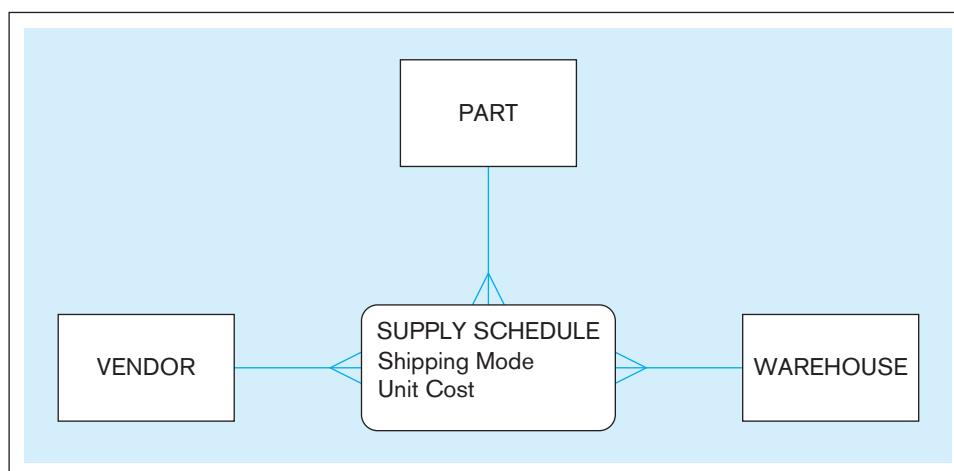 PART
VENDOR
SUPPLY SCHEDULE
Shipping Mode
Unit Cost
WAREHOUSE